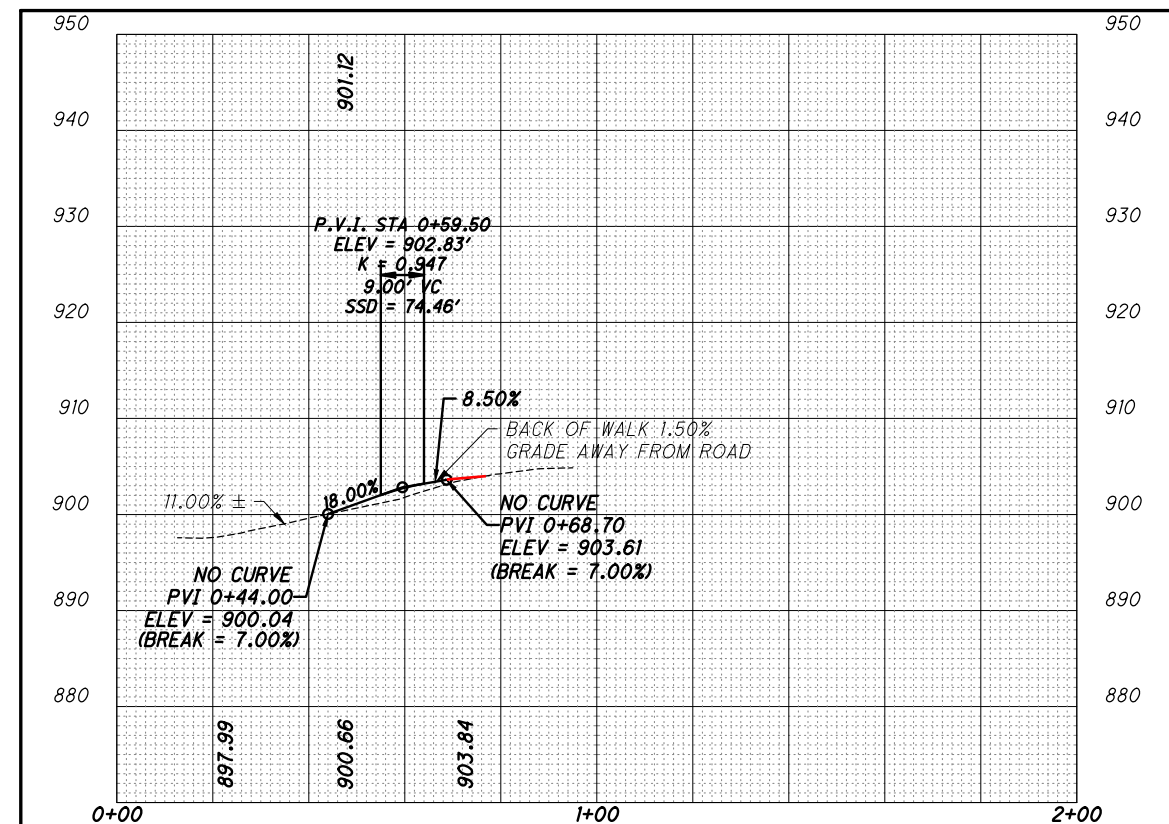 950
950
901.12
940
940
930
930
P.V.I. STA 0+59.50
ELEV = 902.83'
K = 0.947
9.00' VC
SSD = 74.46'
920
920
910
910
8.50%
BACK OF WALK 1.50%
GRADE AWAY FROM ROAD
900
900
11.00% ±
18.00%
NO CURVE
PVI 0+68.70
ELEV = 903.61
(BREAK = 7.00%)
NO CURVE
PVI 0+44.00
ELEV = 900.04
(BREAK = 7.00%)
890
890
880
880
897.99
900.66
903.84
0+00
1+00
2+00